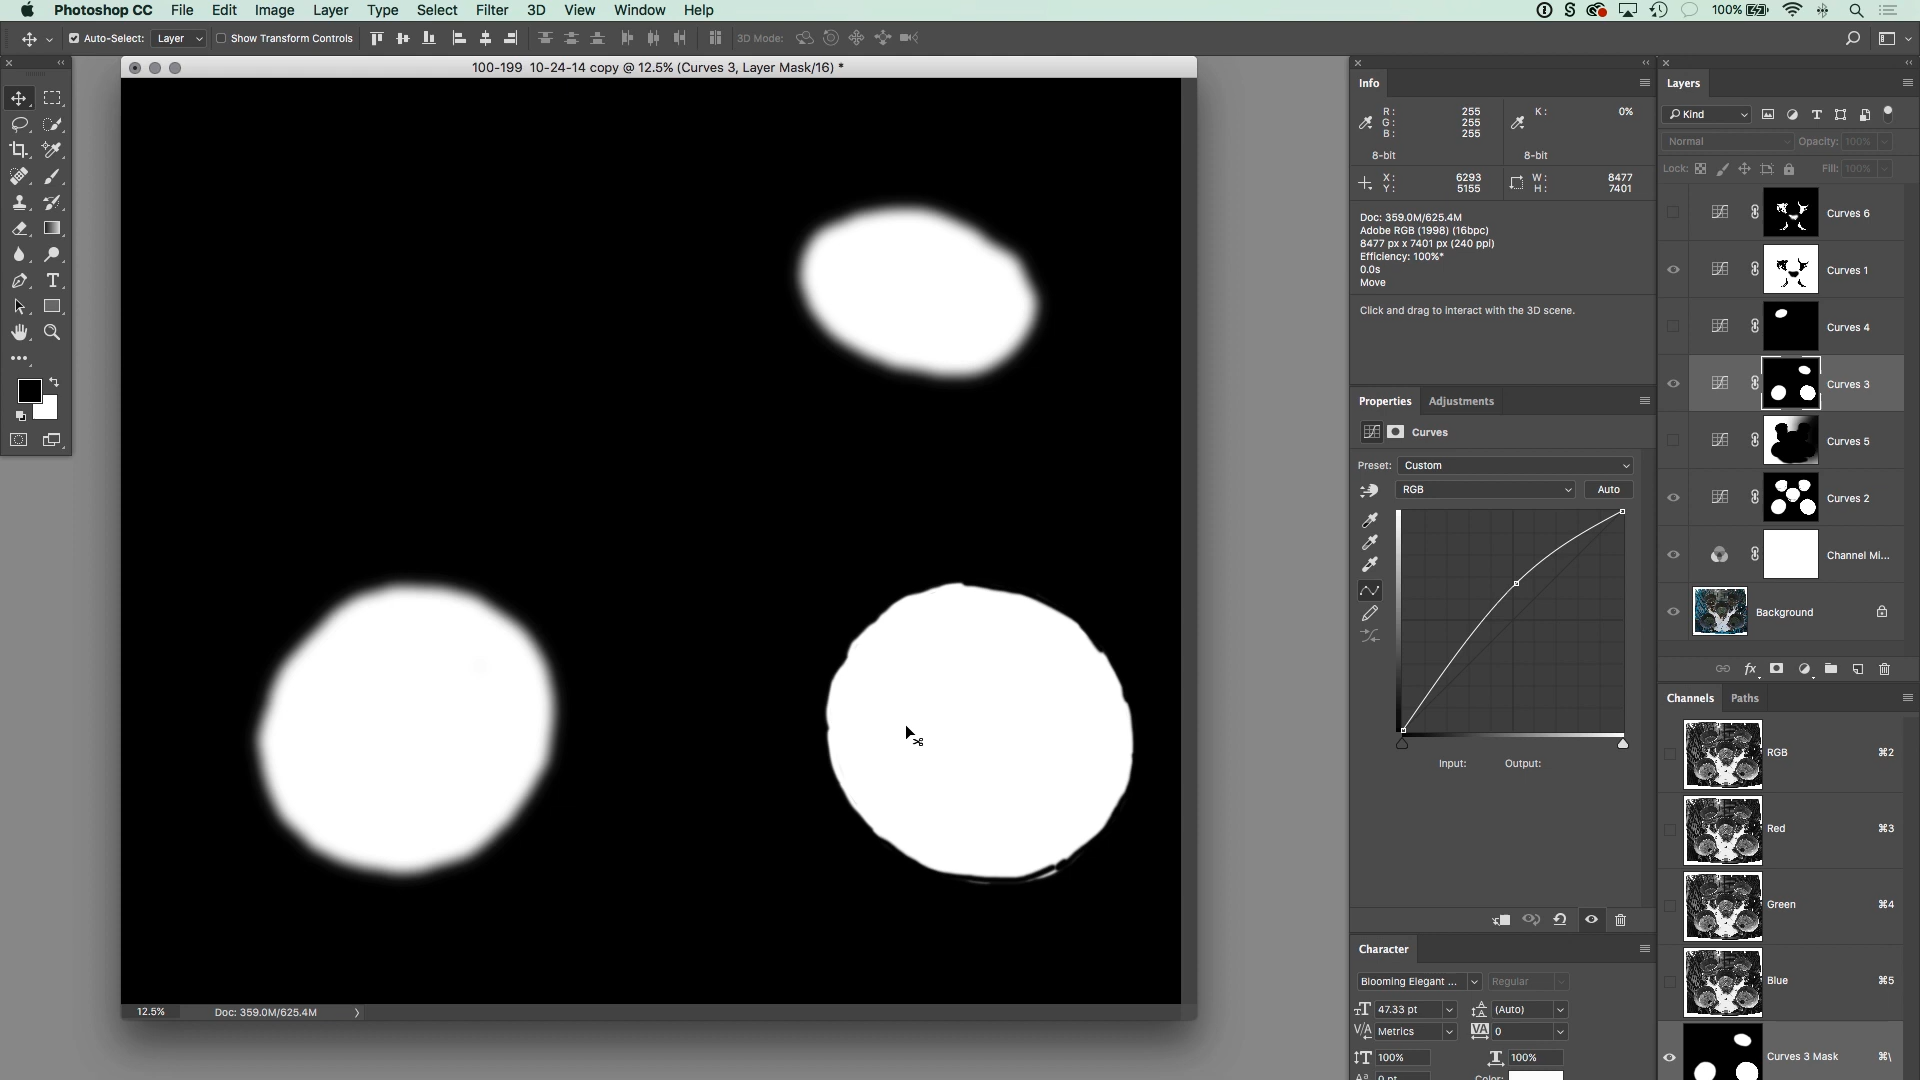 Photoshop CC File Edit Image Layer Type Select Filter 3D View Window Help 100%
Auto-Select: Layer Show Transform Controls 3D Mode:
100-199 10-24-14 copy @ 12.5% (Curves 3, Layer Mask/16) *
12.5% Doc: 359.0M/625.4M
Info
R: 255 K: 0%
G: 255
B: 255
8-bit 8-bit
X: 6293 W: 8477
Y: 5155 H: 7401
Doc: 359.0M/625.4M
Adobe RGB (1998) (16bpc)
8477 px x 7401 px (240 ppi)
Efficiency: 100%*
0.0s
Move
Click and drag to interact with the 3D scene.
Properties Adjustments
Curves
Preset: Custom
RGB Auto
Input: Output:
Character
Blooming Elegant ... Regular
47.33 pt (Auto)
Metrics 0
100% 100%
0 pt Color:
Layers
Kind
Normal Opacity: 100%
Lock: Fill: 100%
Curves 6
Curves 1
Curves 4
Curves 3
Curves 5
Curves 2
Channel Mi...
Background
fx
Channels Paths
RGB ⌘2
Red ⌘3
Green ⌘4
Blue ⌘5
Curves 3 Mask ⌘\